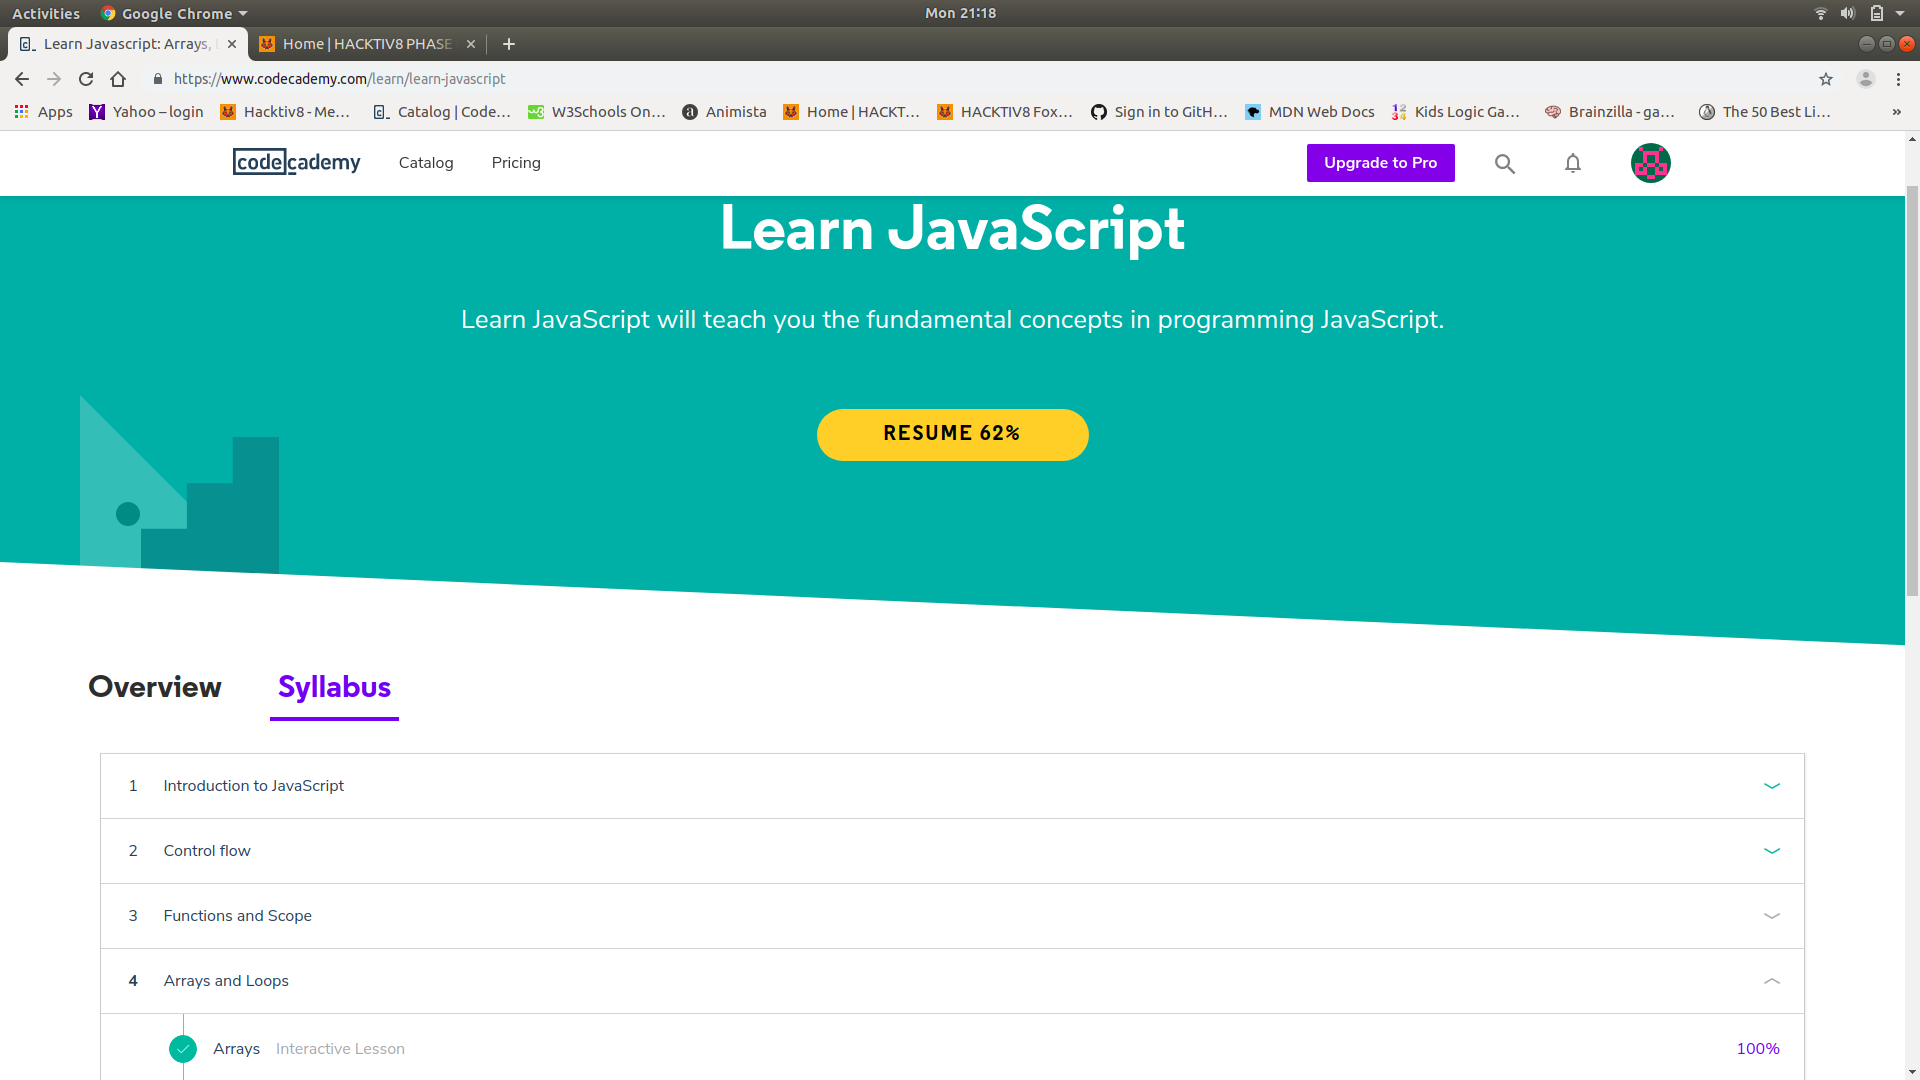 Activities Google Chrome Mon 21:18
Learn Javascript: Arrays, Home | HACKTIV8 PHASE
https://www.codecademy.com/learn/learn-javascript
Apps Yahoo – login Hacktiv8 - Me… Catalog | Code… W3Schools On… Animista Home | HACKT… HACKTIV8 Fox… Sign in to GitH… MDN Web Docs Kids Logic Ga… Brainzilla - ga… The 50 Best Li… »
codecademy Catalog Pricing Upgrade to Pro
Learn JavaScript
Learn JavaScript will teach you the fundamental concepts in programming JavaScript.
RESUME 62%
Overview Syllabus
1 Introduction to JavaScript
2 Control flow
3 Functions and Scope
4 Arrays and Loops
Arrays Interactive Lesson 100%